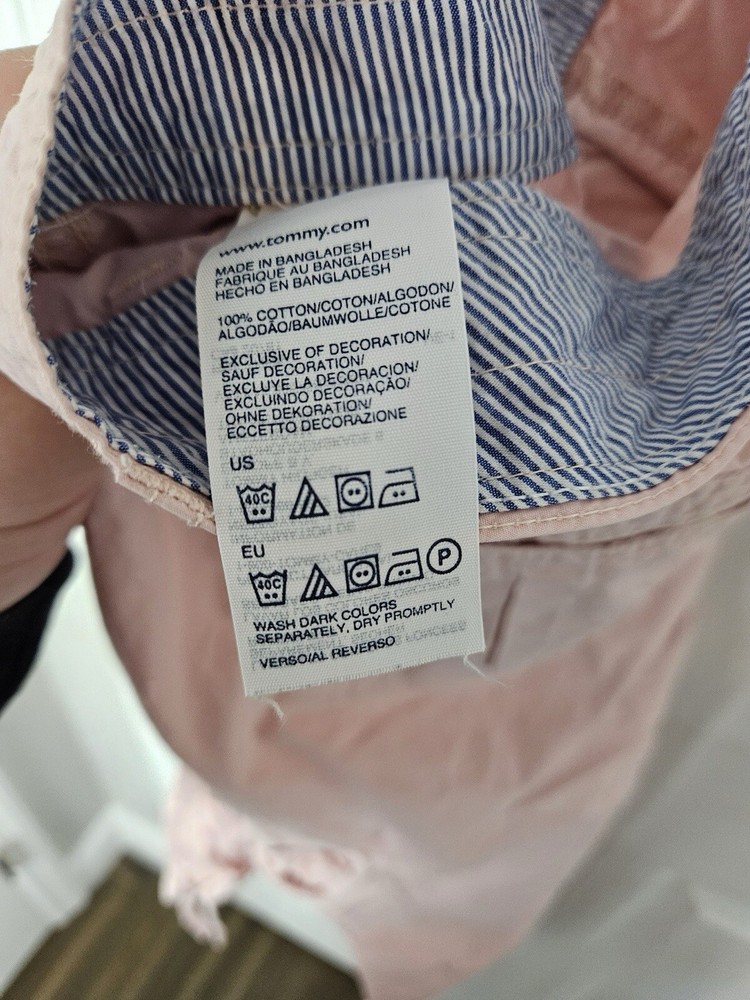 www.tommy.com
MADE IN BANGLADESH
FABRIQUE AU BANGLADESH
HECHO EN BANGLADESH
100% COTTON/COTON/ALGODON/
ALGODÃO/BAUMWOLLE/COTONE
EXCLUSIVE OF DECORATION/
SAUF DECORATION/
EXCLUYE LA DECORACION/
EXCLUINDO DECORAÇÃO/
OHNE DEKORATION/
ECCETTO DECORAZIONE
US
40C
EU
40C P
WASH DARK COLORS
SEPARATELY, DRY PROMPTLY
VERSO/AL REVERSO